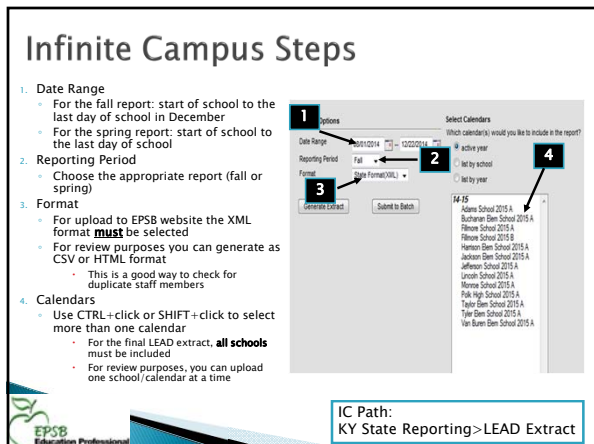 Infinite Campus Steps
1. Date Range
◦ For the fall report: start of school to the
last day of school in December
◦ For the spring report: start of school to
the last day of school
2. Reporting Period
◦ Choose the appropriate report (fall or
spring)
3. Format
◦ For upload to EPSB website the XML
format must be selected
◦ For review purposes you can generate as
CSV or HTML format
• This is a good way to check for
duplicate staff members
4. Calendars
◦ Use CTRL+click or SHIFT+click to select
more than one calendar
• For the final LEAD extract, all schools
must be included
• For review purposes, you can upload
one school/calendar at a time
1
Options
Date Range 08/01/2014 - 12/22/2014
Reporting Period Fall
2
Format State Format(XML)
3
Generate Extract Submit to Batch
Select Calendars
Which calendar(s) would you like to include in the report?
active year
4
list by school
list by year
14-15
Adams Elem School 2015 A
Buchanan Elem School 2015 A
Fillmore School 2015 A
Fillmore School 2015 B
Harrison Elem School 2015 A
Jackson Elem School 2015 A
Jefferson School 2015 A
Lincoln School 2015 A
Monroe School 2015 A
Polk High School 2015 A
Taylor Elem School 2015 A
Tyler Elem School 2015 A
Van Buren Elem School 2015 A
EPSB
Education Professional
IC Path:
KY State Reporting>LEAD Extract